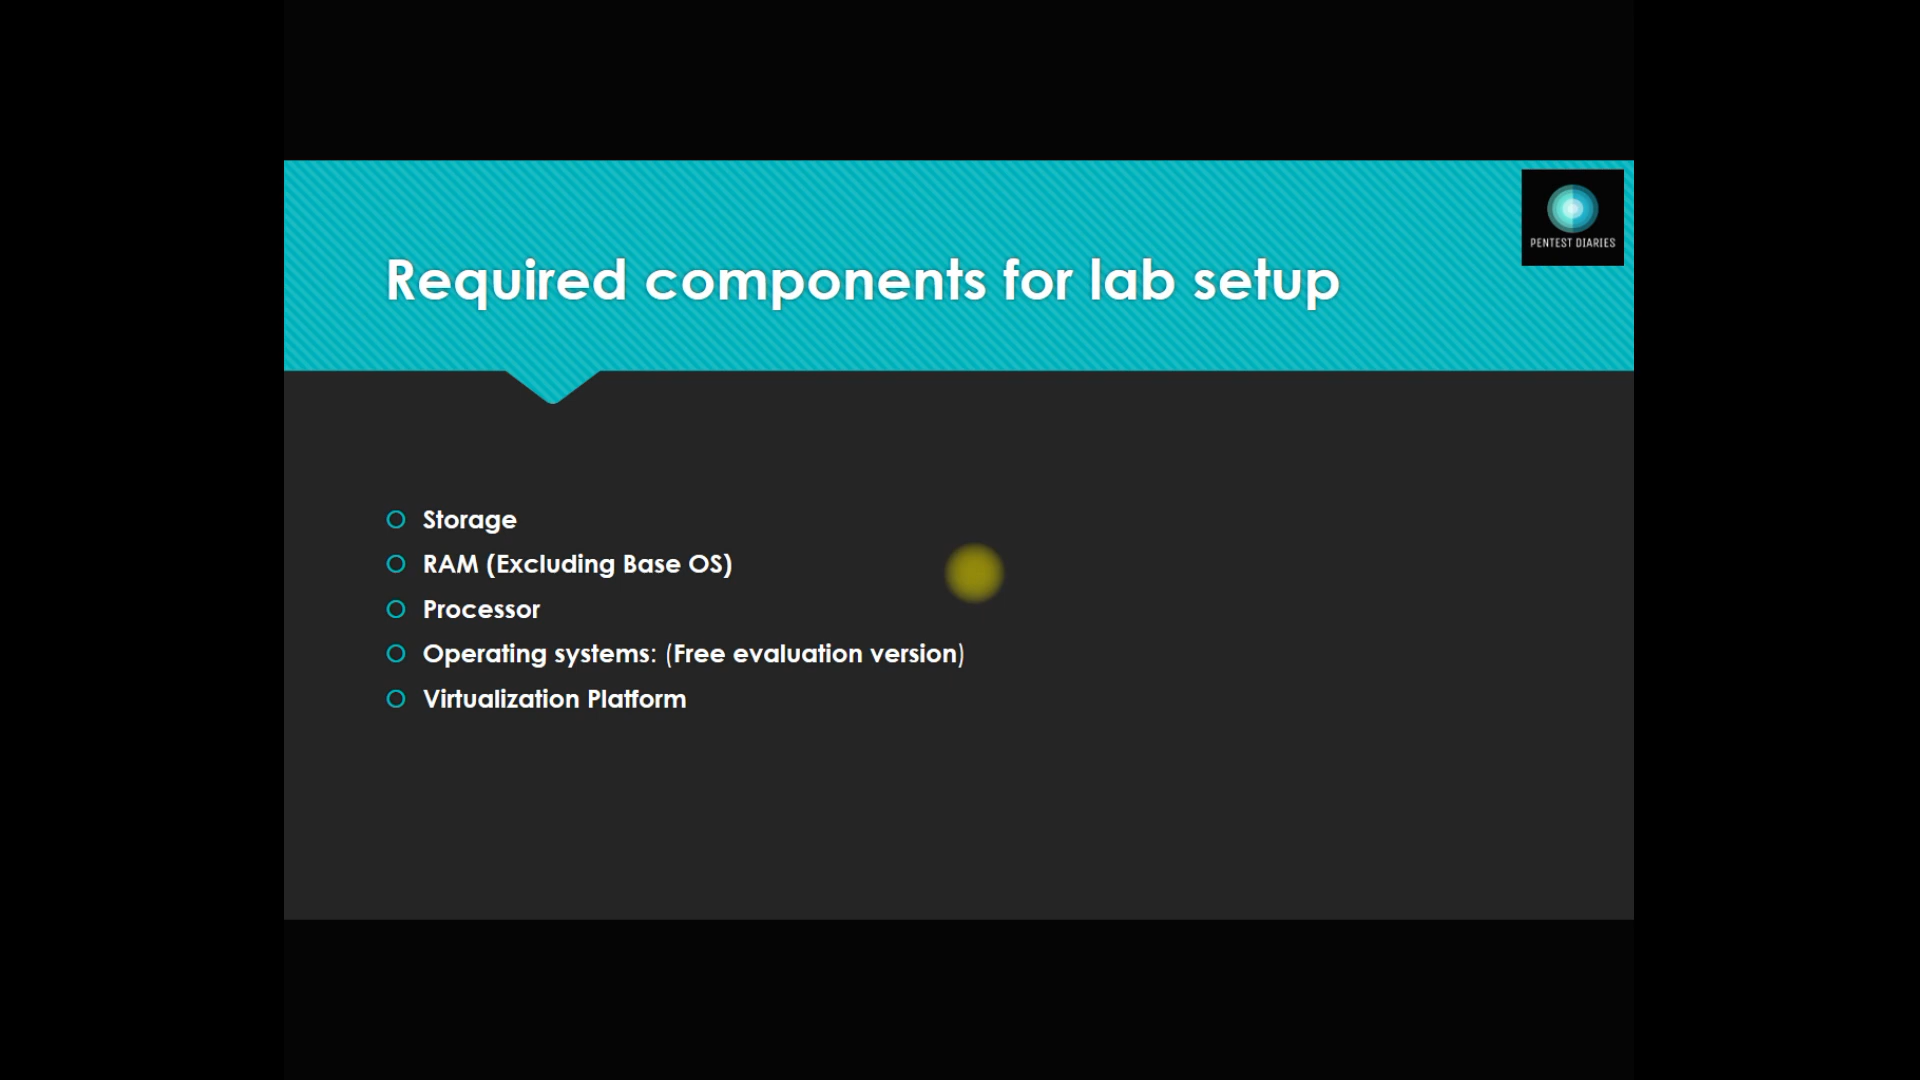 PENTEST DIARIES
Required components for lab setup
Storage
RAM (Excluding Base OS)
Processor
Operating systems: (Free evaluation version)
Virtualization Platform